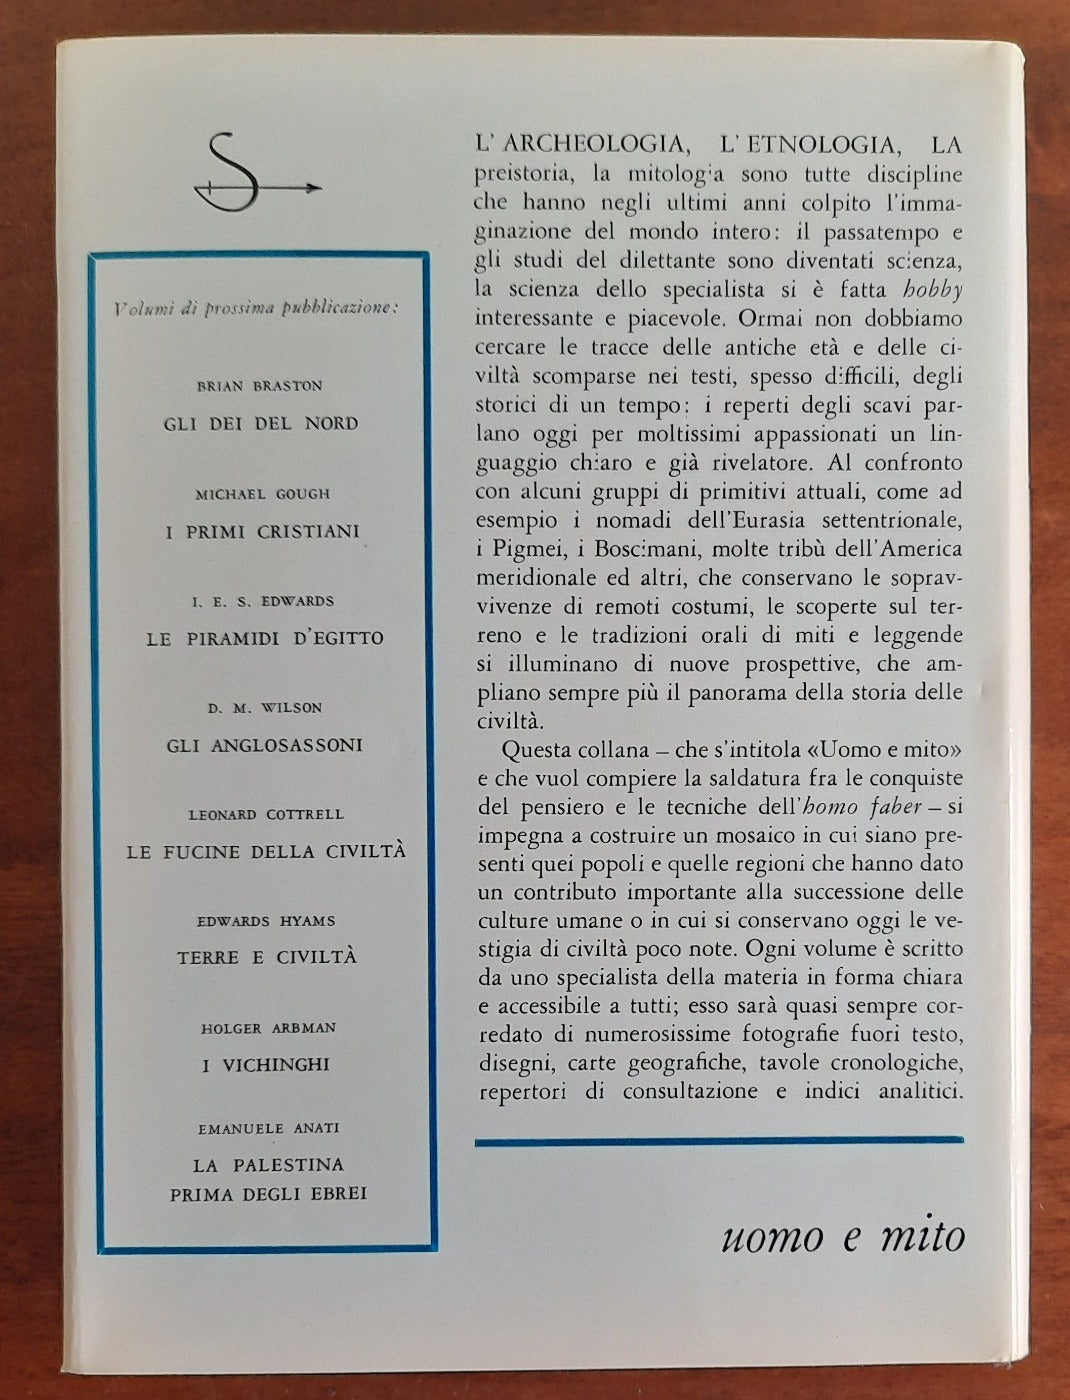 S
Volumi di prossima pubblicazione:
BRIAN BRASTON
GLI DEI DEL NORD
MICHAEL GOUGH
I PRIMI CRISTIANI
I. E. S. EDWARDS
LE PIRAMIDI D'EGITTO
D. M. WILSON
GLI ANGLOSASSONI
LEONARD COTTRELL
LE FUCINE DELLA CIVILTÀ
EDWARDS HYAMS
TERRE E CIVILTÀ
HOLGER ARBMAN
I VICHINGHI
EMANUELE ANATI
LA PALESTINA
PRIMA DEGLI EBREI
L'ARCHEOLOGIA, L'ETNOLOGIA, LA
preistoria, la mitologia sono tutte discipline
che hanno negli ultimi anni colpito l'imma-
ginazione del mondo intero: il passatempo e
gli studi del dilettante sono diventati scienza,
la scienza dello specialista si è fatta hobby
interessante e piacevole. Ormai non dobbiamo
cercare le tracce delle antiche età e delle ci-
viltà scomparse nei testi, spesso difficili, degli
storici di un tempo: i reperti degli scavi par-
lano oggi per moltissimi appassionati un lin-
guaggio chiaro e già rivelatore. Al confronto
con alcuni gruppi di primitivi attuali, come ad
esempio i nomadi dell'Eurasia settentrionale,
i Pigmei, i Boscimani, molte tribù dell'America
meridionale ed altri, che conservano le soprav-
vivenze di remoti costumi, le scoperte sul ter-
reno e le tradizioni orali di miti e leggende
si illuminano di nuove prospettive, che am-
pliano sempre più il panorama della storia delle
civiltà.
Questa collana – che s'intitola «Uomo e mito»
e che vuol compiere la saldatura fra le conquiste
del pensiero e le tecniche dell'homo faber – si
impegna a costruire un mosaico in cui siano pre-
senti quei popoli e quelle regioni che hanno dato
un contributo importante alla successione delle
culture umane o in cui si conservano oggi le ve-
stigia di civiltà poco note. Ogni volume è scritto
da uno specialista della materia in forma chiara
e accessibile a tutti; esso sarà quasi sempre cor-
redato di numerosissime fotografie fuori testo,
disegni, carte geografiche, tavole cronologiche,
repertori di consultazione e indici analitici.
uomo e mito